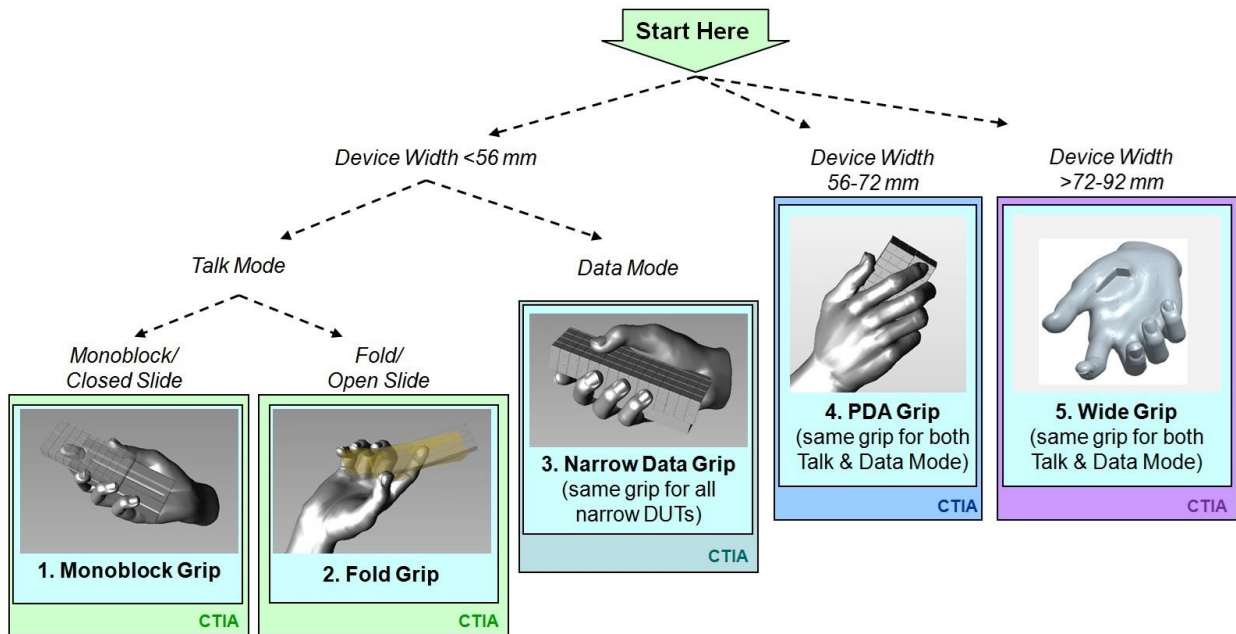 Start Here
Device Width <56 mm
Device Width
56-72 mm
Device Width
>72-92 mm
Talk Mode
Data Mode
Monoblock/
Closed Slide
Fold/
Open Slide
1. Monoblock Grip
CTIA
2. Fold Grip
CTIA
3. Narrow Data Grip
(same grip for all
narrow DUTs)
CTIA
4. PDA Grip
(same grip for both
Talk & Data Mode)
CTIA
5. Wide Grip
(same grip for both
Talk & Data Mode)
CTIA